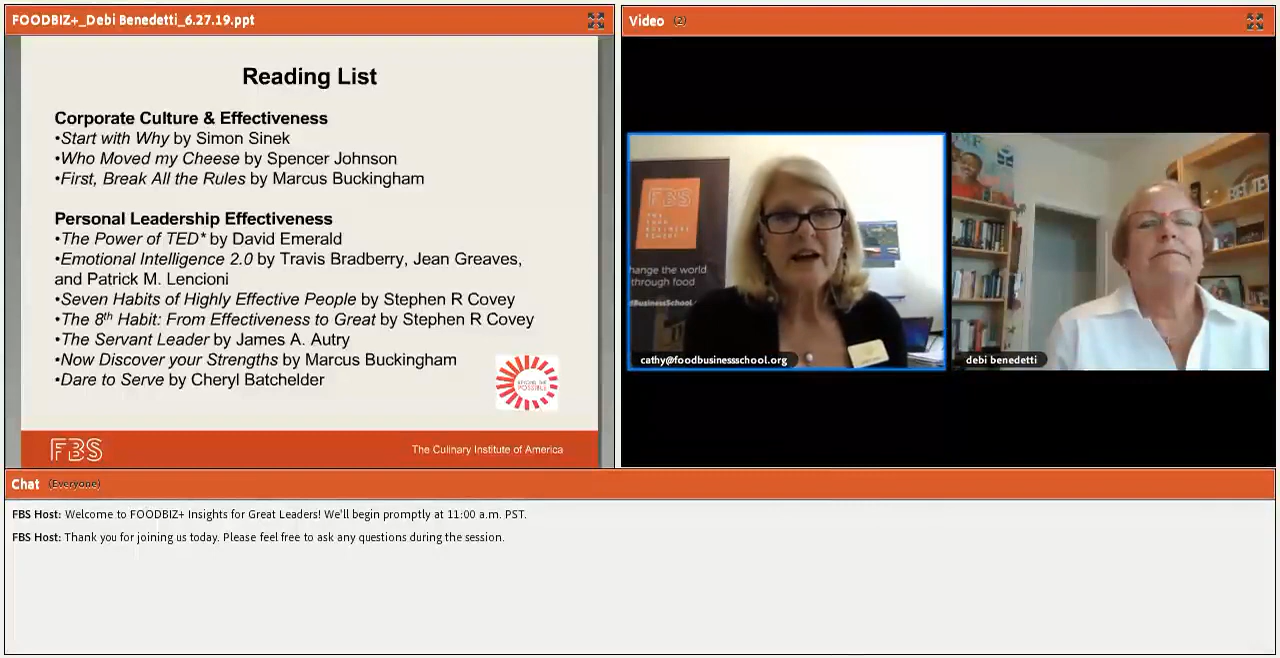 FOODBIZ+_Debi Benedetti_6.27.19.ppt
Reading List
Corporate Culture & Effectiveness
•Start with Why by Simon Sinek
•Who Moved my Cheese by Spencer Johnson
•First, Break All the Rules by Marcus Buckingham
Personal Leadership Effectiveness
•The Power of TED* by David Emerald
•Emotional Intelligence 2.0 by Travis Bradberry, Jean Greaves,
and Patrick M. Lencioni
•Seven Habits of Highly Effective People by Stephen R Covey
•The 8th Habit: From Effectiveness to Great by Stephen R Covey
•The Servant Leader by James A. Autry
•Now Discover your Strengths by Marcus Buckingham
•Dare to Serve by Cheryl Batchelder
BEYOND THE
POSSIBLE
FBS
The Culinary Institute of America
Video (2)
FBS
hange the world
through food
BusinessSchool
cathy@foodbusinessschool.org
debi benedetti
Chat (Everyone)
FBS Host: Welcome to FOODBIZ+ Insights for Great Leaders! We'll begin promptly at 11:00 a.m. PST.
FBS Host: Thank you for joining us today. Please feel free to ask any questions during the session.